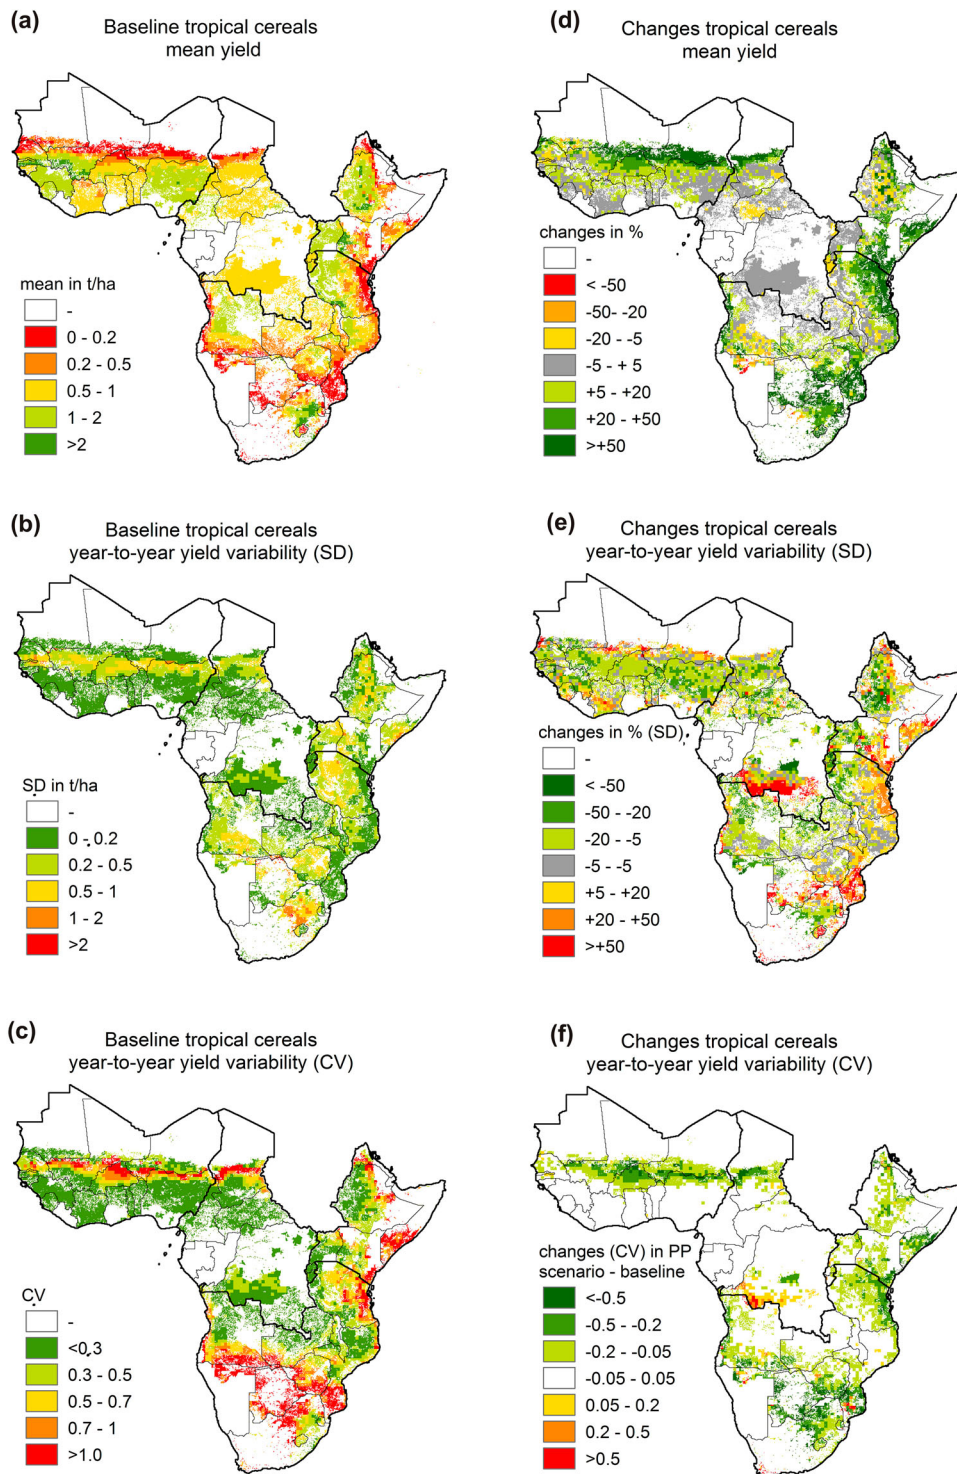 (a)
Baseline tropical cereals
mean yield
mean in t/ha
-
0 - 0.2
0.2 - 0.5
0.5 - 1
1 - 2
>2
(d)
Changes tropical cereals
mean yield
changes in %
-
< -50
-50- -20
-20 - -5
-5 - + 5
+5 - +20
+20 - +50
>+50
(b)
Baseline tropical cereals
year-to-year yield variability (SD)
SD in t/ha
-
0 - 0.2
0.2 - 0.5
0.5 - 1
1 - 2
>2
(e)
Changes tropical cereals
year-to-year yield variability (SD)
changes in % (SD)
-
< -50
-50 - -20
-20 - -5
-5 - -5
+5 - +20
+20 - +50
>+50
(c)
Baseline tropical cereals
year-to-year yield variability (CV)
CV
-
<0.3
0.3 - 0.5
0.5 - 0.7
0.7 - 1
>1.0
(f)
Changes tropical cereals
year-to-year yield variability (CV)
changes (CV) in PP
scenario - baseline
<-0.5
-0.5 - -0.2
-0.2 - -0.05
-0.05 - 0.05
0.05 - 0.2
0.2 - 0.5
>0.5